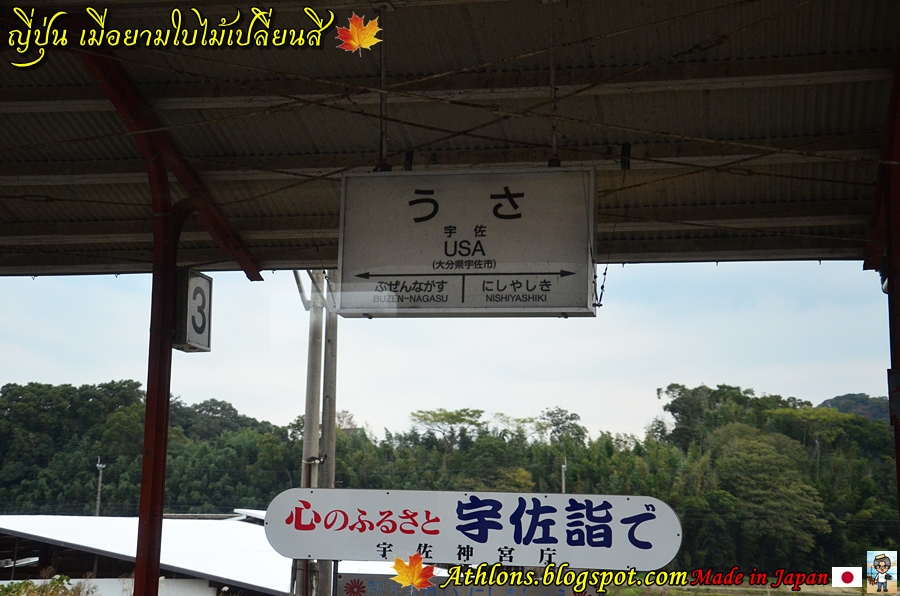 ญี่ปุ่น เมื่อยามใบไม้เปลี่ยนสี
うさ
宇佐
USA
(大分県宇佐市)
ぶぜんながす にしやしき
BUZEN-NAGASU NISHIYASHIKI
3
心のふるさと 宇佐詣で
宇佐神宮庁
Athlons.blogspot.com Made in Japan